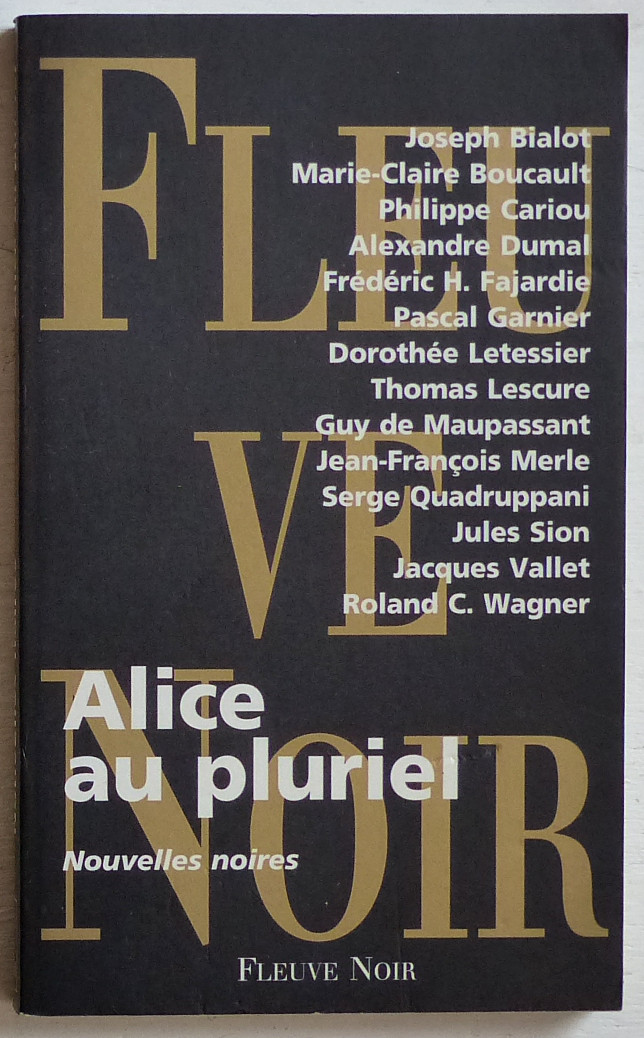 FLEU
VE
NOIR
Joseph Bialot
Marie-Claire Boucault
Philippe Cariou
Alexandre Dumal
Frédéric H. Fajardie
Pascal Garnier
Dorothée Letessier
Thomas Lescure
Guy de Maupassant
Jean-François Merle
Serge Quadruppani
Jules Sion
Jacques Vallet
Roland C. Wagner
Alice
au pluriel
Nouvelles noires
FLEUVE NOIR